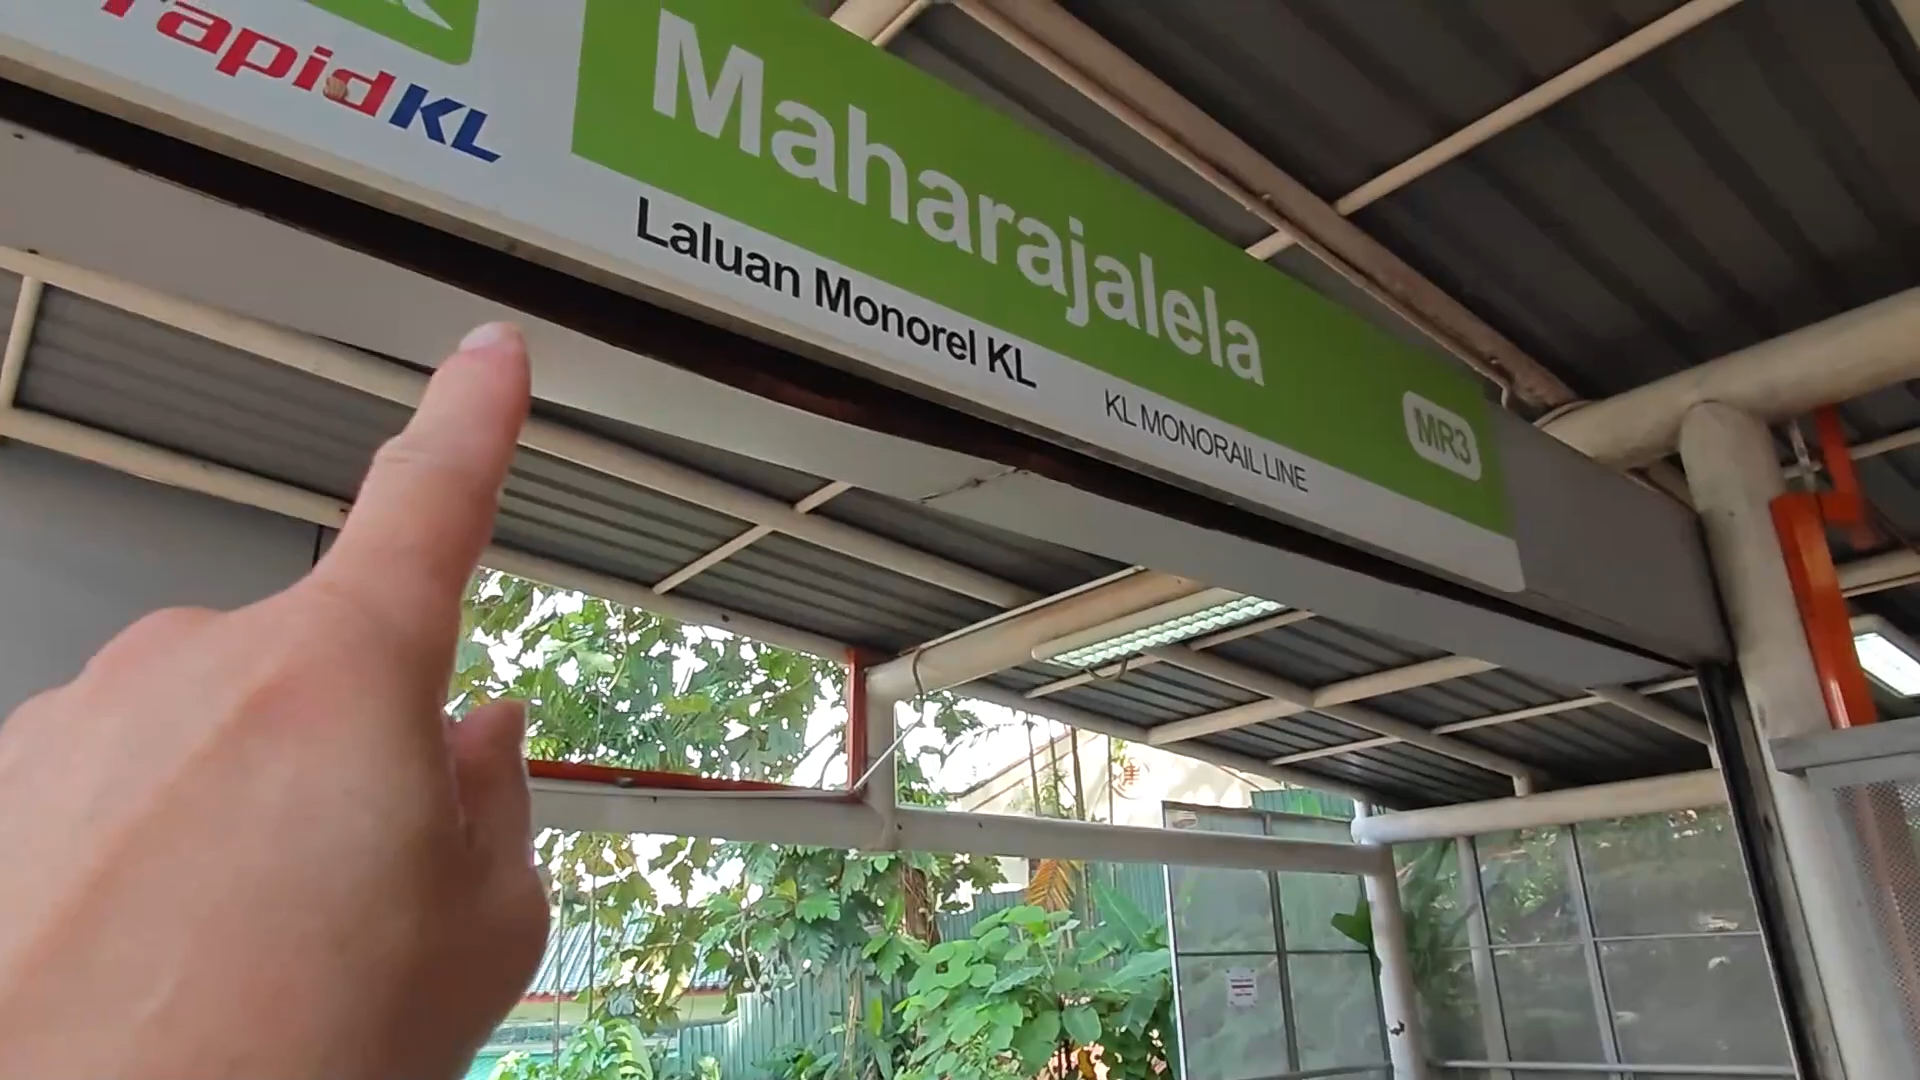 rapidKL
Maharajalela
Laluan Monorel KL
KL MONORAIL LINE
MR3